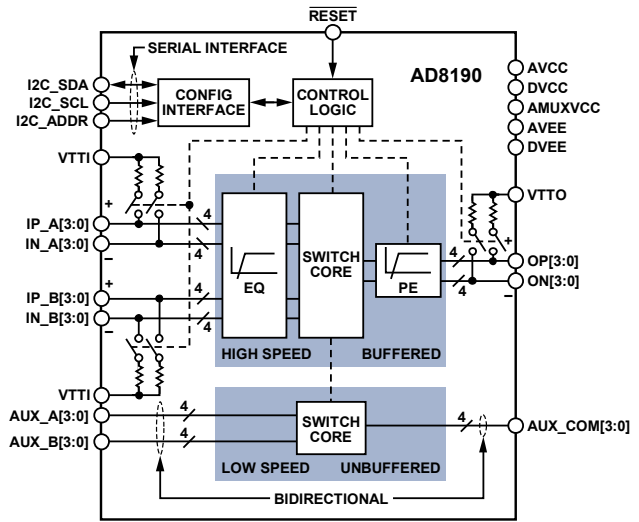 RESET
SERIAL INTERFACE
AD8190
I2C_SDA
I2C_SCL
I2C_ADDR
CONFIG
INTERFACE
CONTROL
LOGIC
AVCC
DVCC
AMUXVCC
AVEE
DVEE
VTTI
VTTO
+
IP_A[3:0]
4
IN_A[3:0]
4
–
EQ
SWITCH
CORE
PE
+
4
OP[3:0]
4
ON[3:0]
–
+
IP_B[3:0]
4
IN_B[3:0]
4
–
HIGH SPEED
BUFFERED
VTTI
AUX_A[3:0]
4
AUX_B[3:0]
4
SWITCH
CORE
4
AUX_COM[3:0]
LOW SPEED
UNBUFFERED
BIDIRECTIONAL